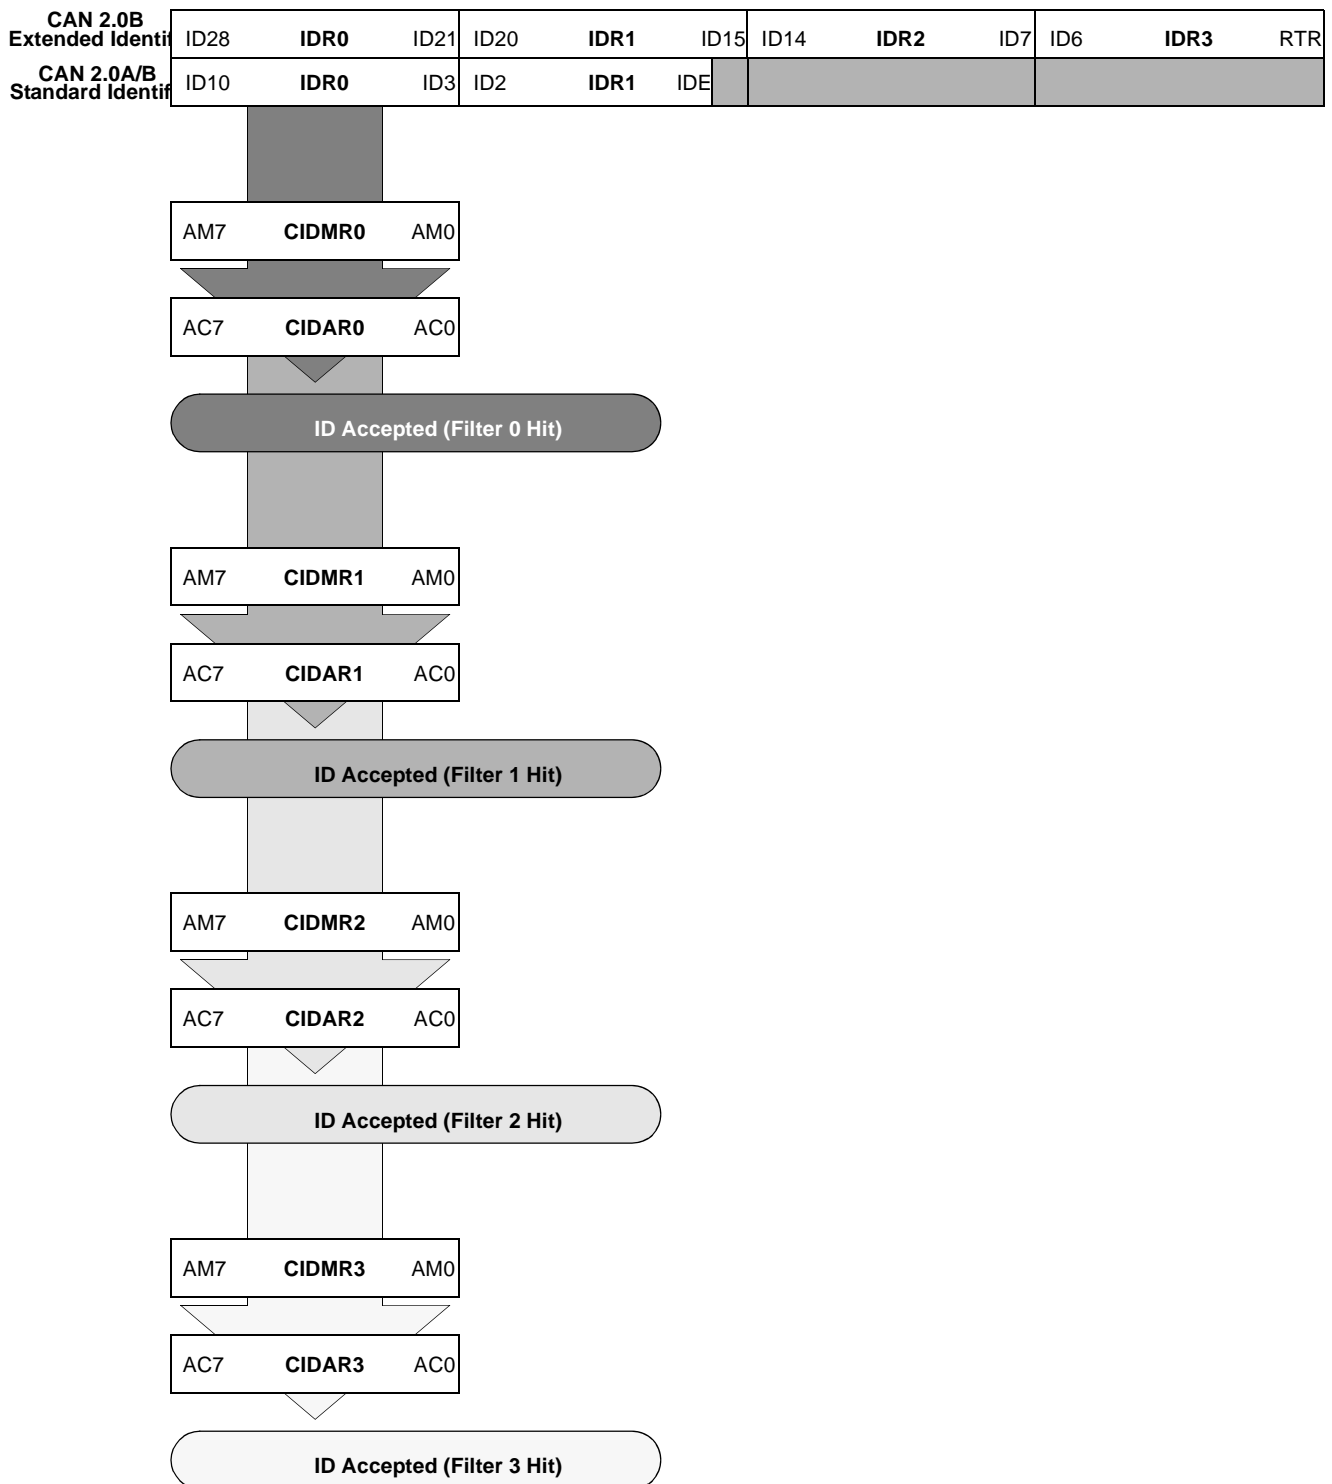 CAN 2.0B
Extended Identif
ID28 IDR0 ID21 ID20 IDR1 ID15 ID14 IDR2 ID7 ID6 IDR3 RTR
CAN 2.0A/B
Standard Identif
ID10 IDR0 ID3 ID2 IDR1 IDE
AM7 CIDMR0 AM0
AC7 CIDAR0 AC0
ID Accepted (Filter 0 Hit)
AM7 CIDMR1 AM0
AC7 CIDAR1 AC0
ID Accepted (Filter 1 Hit)
AM7 CIDMR2 AM0
AC7 CIDAR2 AC0
ID Accepted (Filter 2 Hit)
AM7 CIDMR3 AM0
AC7 CIDAR3 AC0
ID Accepted (Filter 3 Hit)